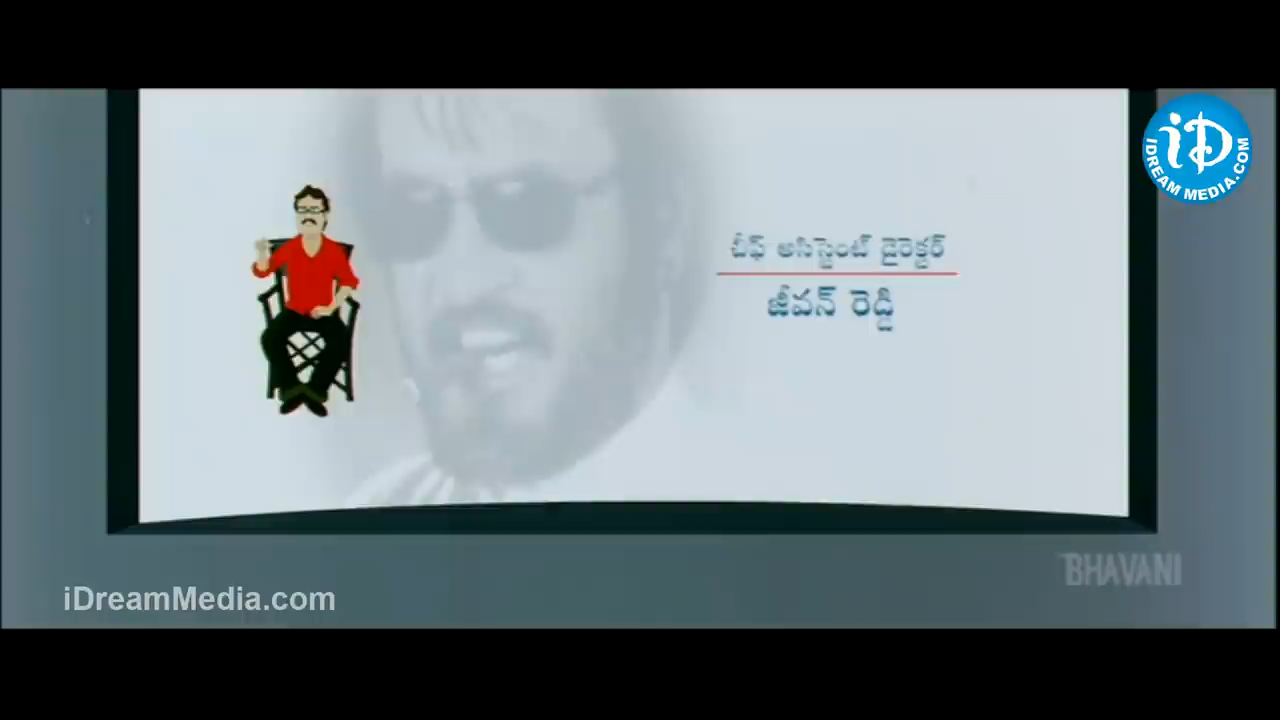 iD
IDREAM MEDIA.COM
చీఫ్ అసిస్టెంట్ డైరెక్టర్
జీవన్ రెడ్డి
BHAVANI
iDreamMedia.com